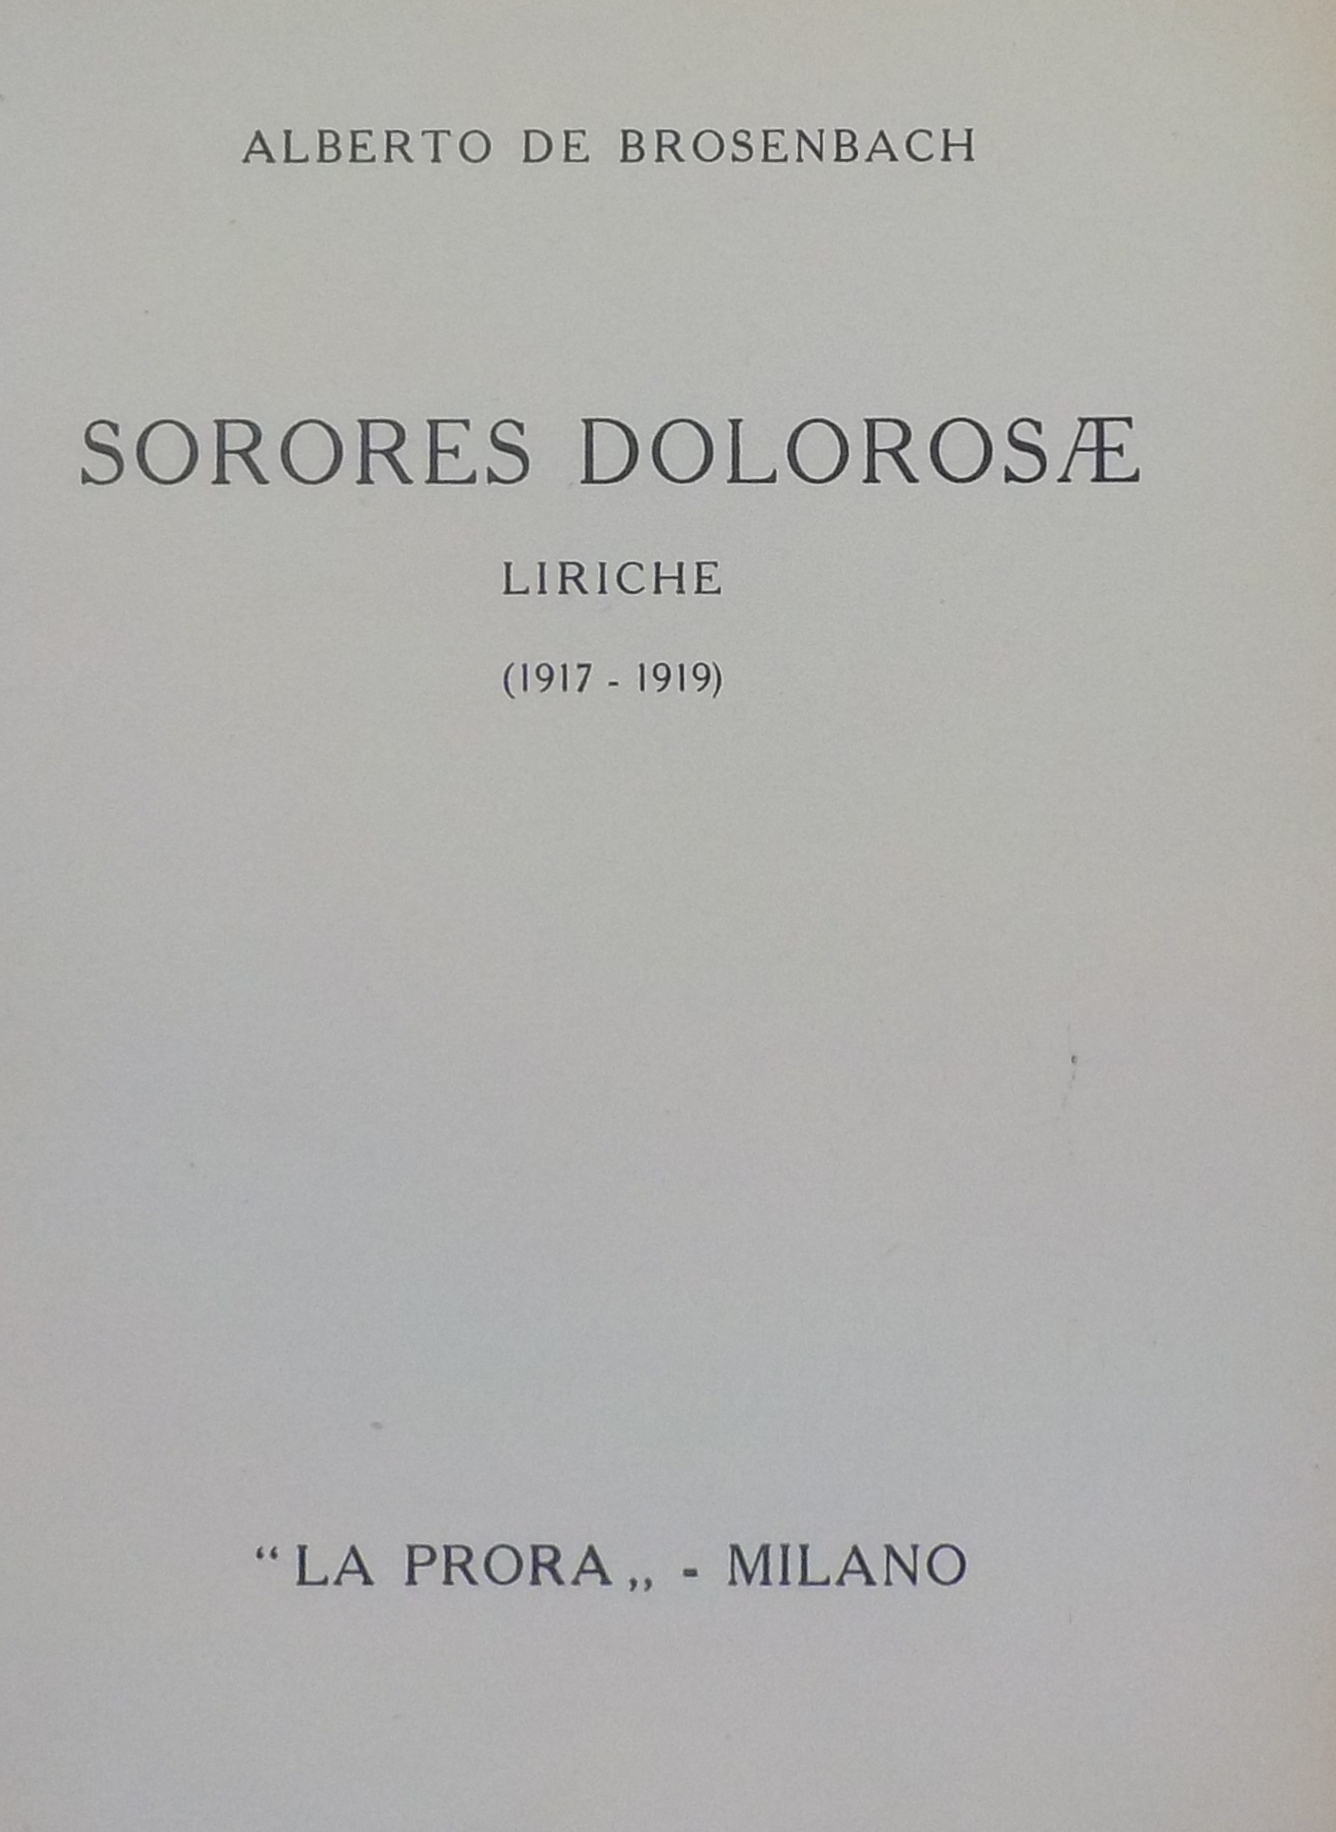 ALBERTO DE BROSENBACH
SORORES DOLOROSÆ
LIRICHE
(1917 - 1919)
“ LA PRORA „ - MILANO